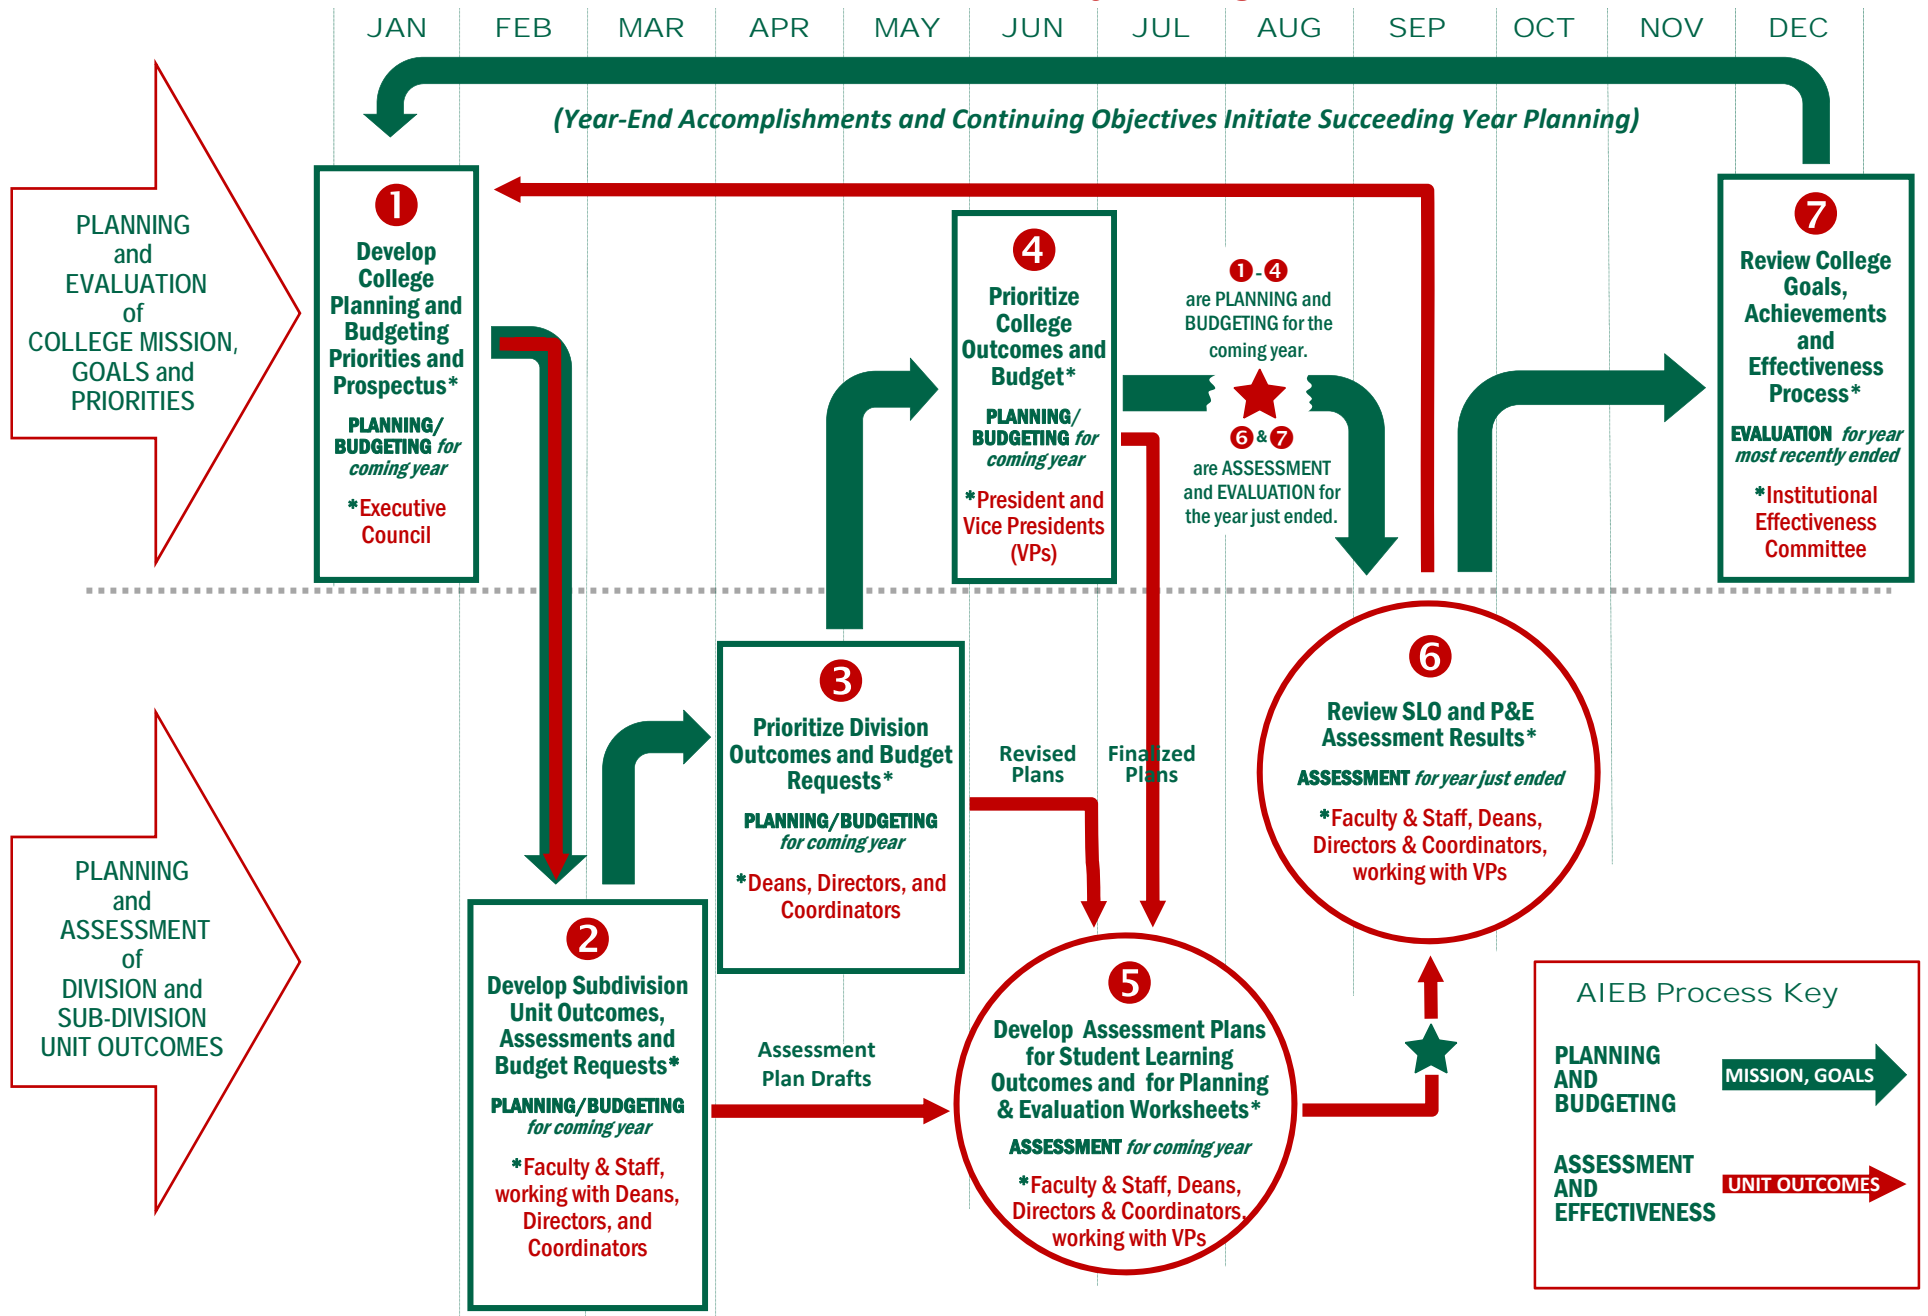 JAN FEB MAR APR MAY JUN JUL AUG SEP OCT NOV DEC
(Year-End Accomplishments and Continuing Objectives Initiate Succeeding Year Planning)
PLANNING
and
EVALUATION
of
COLLEGE MISSION,
GOALS and
PRIORITIES
1
Develop
College
Planning and
Budgeting
Priorities and
Prospectus*
PLANNING/
BUDGETING for
coming year
*Executive
Council
4
Prioritize
College
Outcomes and
Budget*
PLANNING/
BUDGETING for
coming year
*President and
Vice Presidents
(VPs)
1 - 4
are PLANNING and
BUDGETING for the
coming year.
6 & 7
are ASSESSMENT
and EVALUATION for
the year just ended.
7
Review College
Goals,
Achievements
and
Effectiveness
Process*
EVALUATION for year
most recently ended
*Institutional
Effectiveness
Committee
PLANNING
and
ASSESSMENT
of
DIVISION and
SUB-DIVISION
UNIT OUTCOMES
2
Develop Subdivision
Unit Outcomes,
Assessments and
Budget Requests*
PLANNING/BUDGETING
for coming year
*Faculty & Staff,
working with Deans,
Directors, and
Coordinators
3
Prioritize Division
Outcomes and Budget
Requests*
PLANNING/BUDGETING
for coming year
*Deans, Directors, and
Coordinators
Revised
Plans
Finalized
Plans
Assessment
Plan Drafts
5
Develop Assessment Plans
for Student Learning
Outcomes and for Planning
& Evaluation Worksheets*
ASSESSMENT for coming year
*Faculty & Staff, Deans,
Directors & Coordinators,
working with VPs
6
Review SLO and P&E
Assessment Results*
ASSESSMENT for year just ended
*Faculty & Staff, Deans,
Directors & Coordinators,
working with VPs
AIEB Process Key
PLANNING
AND
BUDGETING
MISSION, GOALS
ASSESSMENT
AND
EFFECTIVENESS
UNIT OUTCOMES